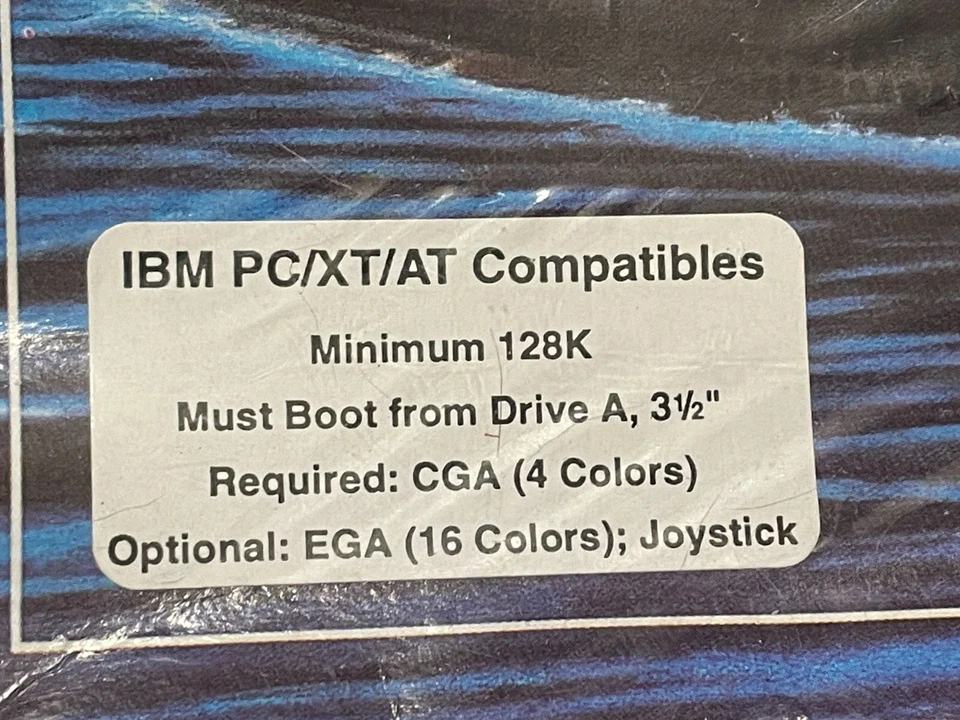 IBM PC/XT/AT Compatibles
Minimum 128K
Must Boot from Drive A, 3½"
Required: CGA (4 Colors)
Optional: EGA (16 Colors); Joystick